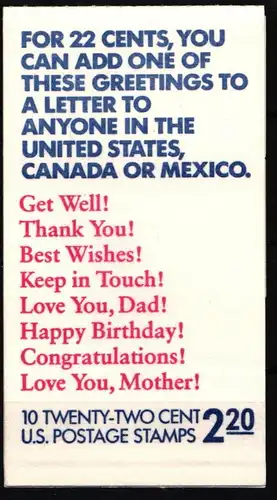 FOR 22 CENTS, YOU
CAN ADD ONE OF
THESE GREETINGS TO
A LETTER TO
ANYONE IN THE
UNITED STATES,
CANADA OR MEXICO.
Get Well!
Thank You!
Best Wishes!
Keep in Touch!
Love You, Dad!
Happy Birthday!
Congratulations!
Love You, Mother!
10 TWENTY-TWO CENT
U.S. POSTAGE STAMPS 2 20